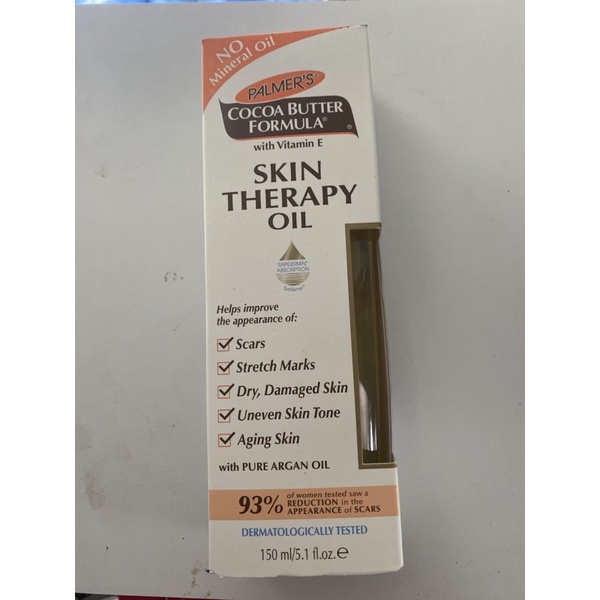 NO
Mineral Oil
PALMER'S®
COCOA BUTTER
FORMULA®
with Vitamin E
SKIN
THERAPY
OIL
RAPIDERMAL®
ABSORPTION
Helps improve
the appearance of:
Scars
Stretch Marks
Dry, Damaged Skin
Uneven Skin Tone
Aging Skin
with PURE ARGAN OIL
93% of women tested saw a
REDUCTION in the
APPEARANCE of SCARS
DERMATOLOGICALLY TESTED
150 ml/5.1 fl.oz.℮